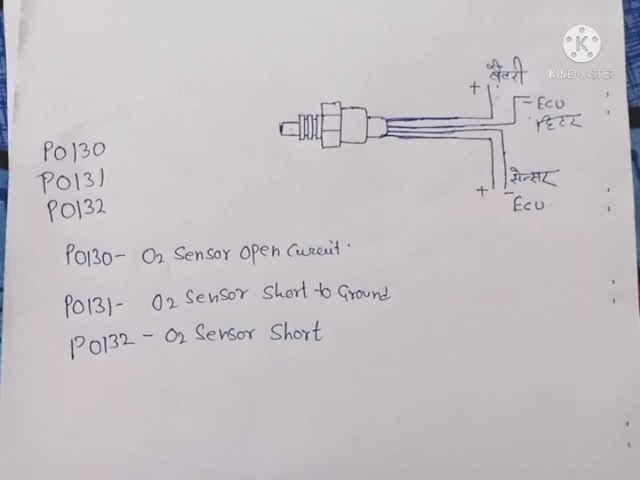 KINEMASTER
बैटरी
+
- ECU
हिटर
P0130
P0131
P0132
सेन्सर
+ -
ECU
P0130 - O2 Sensor open Cureuit.
P0131 - O2 Sensor Short to Ground
P0132 - O2 Sensor Short